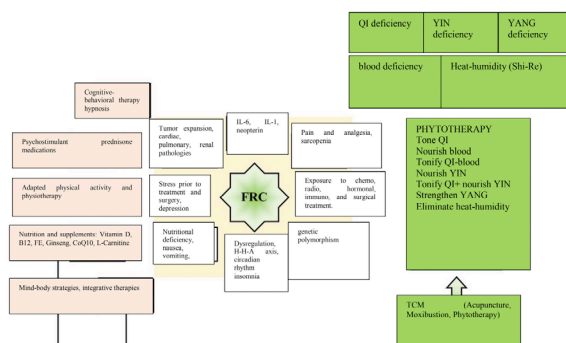 QI deficiency
YIN
deficiency
YANG
deficiency
blood deficiency
Heat-humidity (Shi-Re)
Cognitive-
behavioral therapy
hypnosis
Psychostimulant prednisone
medications
Adapted physical activity and
physiotherapy
Nutrition and supplements: Vitamin D,
B12, FE, Ginseng, CoQ10, L-Carnitine
Mind-body strategies, integrative therapies
Tumor expansion,
cardiac,
pulmonary, renal
pathologies
IL-6, IL-1,
neopterin
Pain and analgesia,
sarcopenia
Stress prior to
treatment and
surgery,
depression
FRC
Exposure to chemo,
radio, hormonal,
immuno, and surgical
treatment.
Nutritional
deficiency,
nausea,
vomiting,
Dysregulation,
H-H-A axis,
circadian
rhythm
insomnia
genetic
polymorphism
PHYTOTHERAPY
Tone QI
Nourish blood
Tonify QI-blood
Nourish YIN
Tonify QI+ nourish YIN
Strengthen YANG
Eliminate heat-humidity
TCM (Acupuncture,
Moxibustion, Phytotherapy)